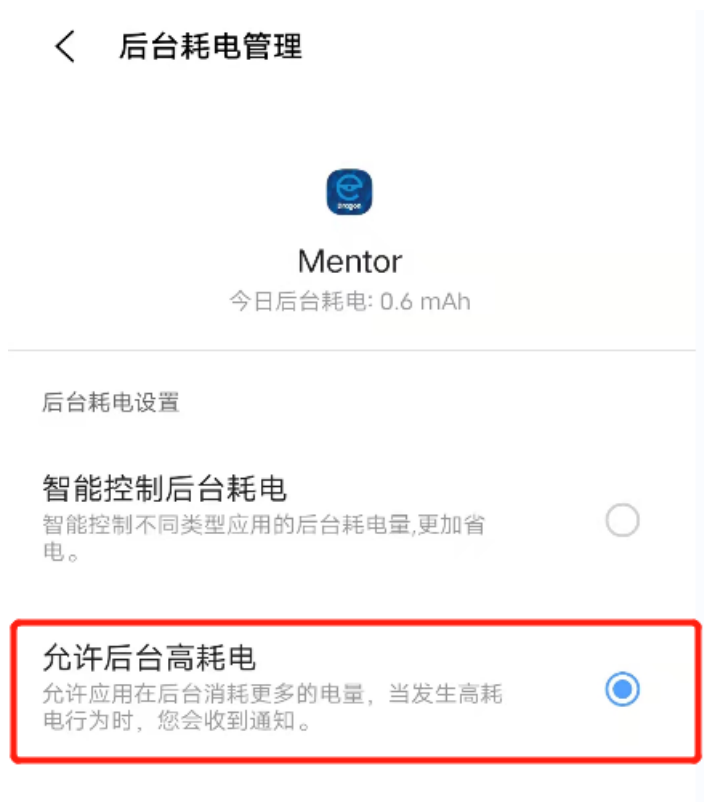 后台耗电管理
eragon
Mentor
今日后台耗电: 0.6 mAh
后台耗电设置
智能控制后台耗电
智能控制不同类型应用的后台耗电量,更加省
电。
允许后台高耗电
允许应用在后台消耗更多的电量，当发生高耗
电行为时，您会收到通知。